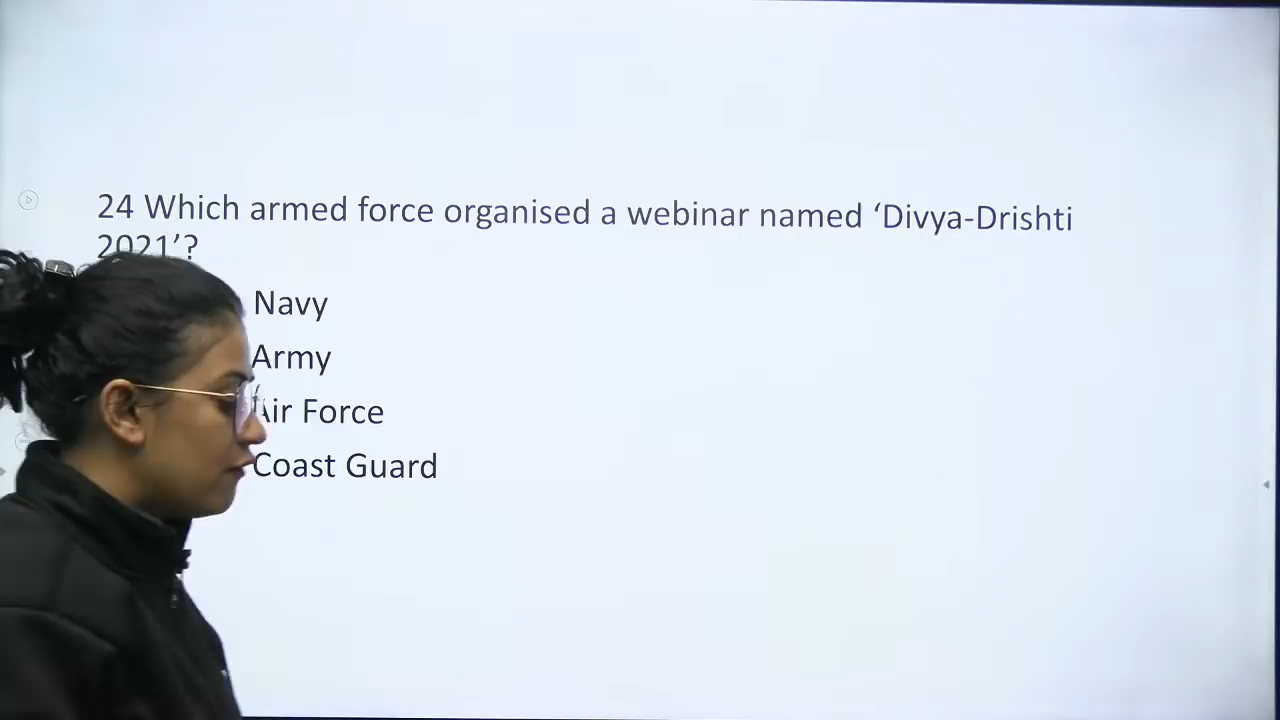 24 Which armed force organised a webinar named ‘Divya-Drishti
2021’?
Navy
Army
Air Force
Coast Guard